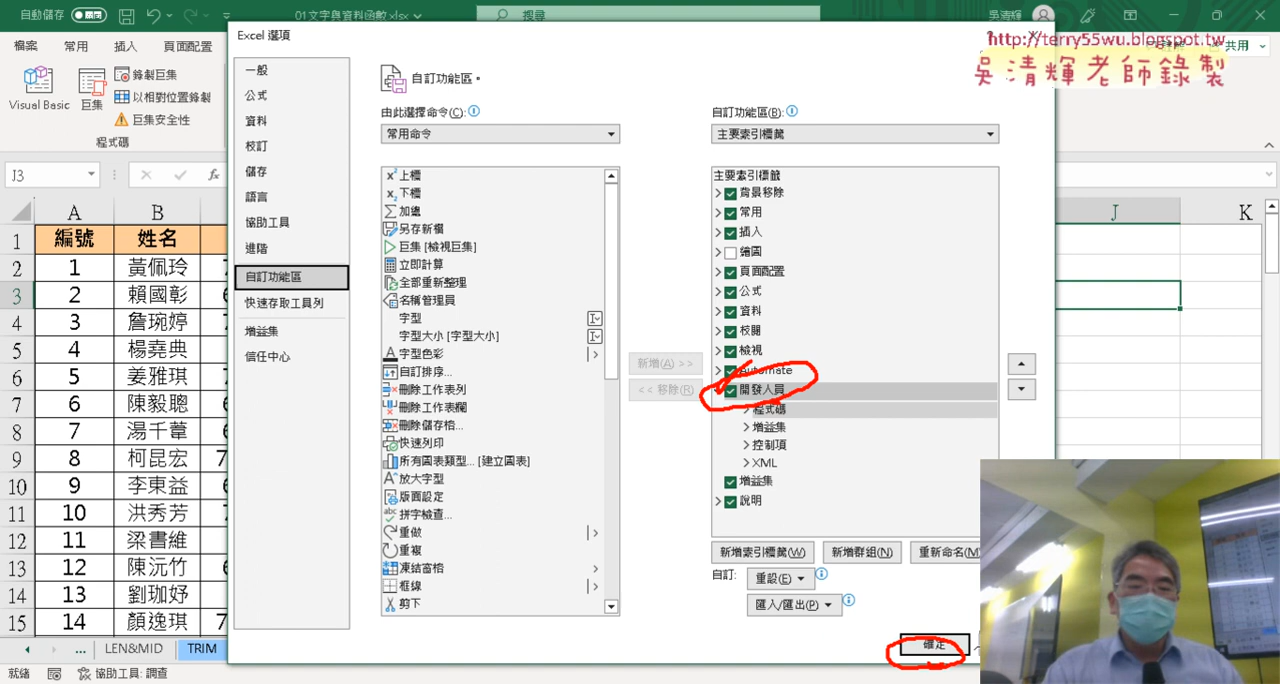 自動儲存
01文字與資料函數.xlsx
搜尋
吳清輝
http://terry55wu.blogspot.tw
吳清輝老師錄製
檔案
常用
插入
頁面配置
共用
Visual Basic
巨集
錄製巨集
以相對位置錄製
巨集安全性
程式碼
Excel 選項
一般
公式
資料
校訂
儲存
語言
協助工具
進階
自訂功能區
快速存取工具列
增益集
信任中心
自訂功能區。
由此選擇命令(C):
常用命令
上標
下標
加總
另存新檔
巨集 [檢視巨集]
立即計算
全部重新整理
名稱管理員
字型
字型大小 [字型大小]
字型色彩
自訂排序...
刪除工作表列
刪除工作表欄
刪除儲存格...
快速列印
所有圖表類型... [建立圖表]
放大字型
版面設定
拼字檢查...
重做
重複
凍結窗格
框線
剪下
新增(A) >>
<< 移除(R)
自訂功能區(B):
主要索引標籤
主要索引標籤
背景移除
常用
插入
繪圖
頁面配置
公式
資料
校閱
檢視
Automate
開發人員
程式碼
增益集
控制項
XML
增益集
說明
新增索引標籤(W)
新增群組(N)
重新命名(M
自訂:
重設(E)
匯入/匯出(P)
確定
J3
fx
A B J K
1 編號 姓名
2 1 黃佩玲
3 2 賴國彰
4 3 詹琬婷
5 4 楊堯典
6 5 姜雅琪
7 6 陳毅聰
8 7 湯千葦
9 8 柯昆宏
10 9 李東益
11 10 洪秀芳
12 11 梁書維
13 12 陳沅竹
14 13 劉珈妤
15 14 顏逸琪
... LEN&MID TRIM
就緒
協助工具: 調查